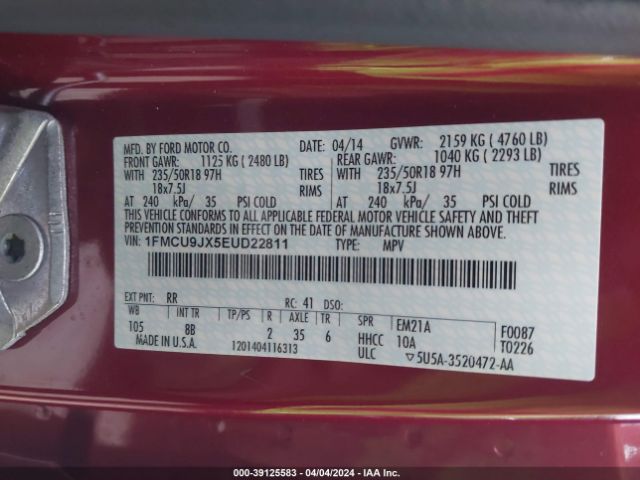 MFD. BY FORD MOTOR CO. DATE: 04/14 GVWR: 2159 KG ( 4760 LB)
FRONT GAWR: 1125 KG ( 2480 LB) REAR GAWR: 1040 KG ( 2293 LB)
WITH 235/50R18 97H TIRES WITH 235/50R18 97H TIRES
18x7.5J RIMS 18x7.5J RIMS
AT 240 kPa/ 35 PSI COLD AT 240 kPa/ 35 PSI COLD
THIS VEHICLE CONFORMS TO ALL APPLICABLE FEDERAL MOTOR VEHICLE SAFETY AND THEFT
PREVENTION STANDARDS IN EFFECT ON THE DATE OF MANUFACTURE SHOWN ABOVE.
VIN: 1FMCU9JX5EUD22811 TYPE: MPV
EXT PNT: RR RC: 41 DSO:
WB INT TR TP/PS R AXLE TR SPR EM21A F0087
105 8B 2 35 6 HHCC 10A T0226
MADE IN U.S.A. 1201404116313 ULC 5U5A-3520472-AA
000-39125583 - 04/04/2024 - IAAI.COM